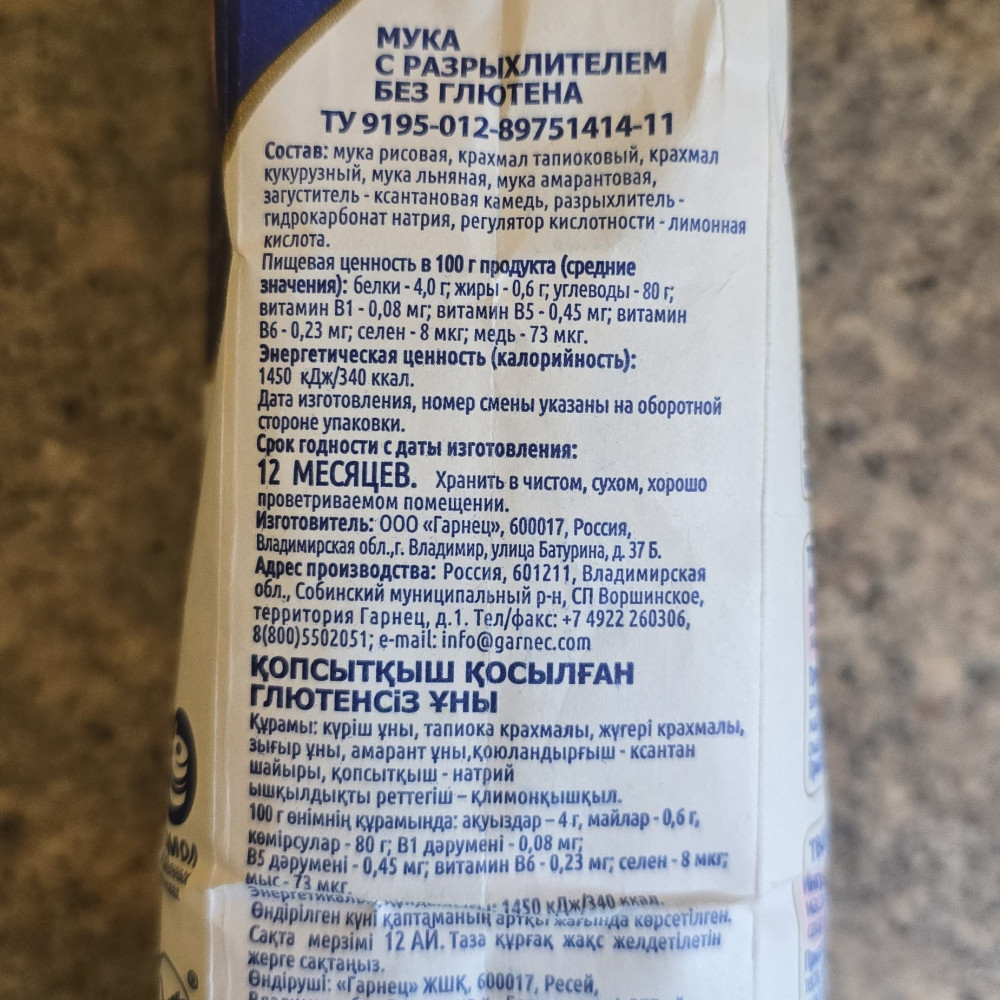 МУКА
С РАЗРЫХЛИТЕЛЕМ
БЕЗ ГЛЮТЕНА
ТУ 9195-012-89751414-11
Состав: мука рисовая, крахмал тапиоковый, крахмал
кукурузный, мука льняная, мука амарантовая,
загуститель - ксантановая камедь, разрыхлитель -
гидрокарбонат натрия, регулятор кислотности - лимонная
кислота.
Пищевая ценность в 100 г продукта (средние
значения): белки - 4,0 г; жиры - 0,6 г; углеводы - 80 г;
витамин В1 - 0,08 мг; витамин В5 - 0,45 мг; витамин
В6 - 0,23 мг; селен - 8 мкг; медь - 73 мкг.
Энергетическая ценность (калорийность):
1450 кДж/340 ккал.
Дата изготовления, номер смены указаны на оборотной
стороне упаковки.
Срок годности с даты изготовления:
12 МЕСЯЦЕВ. Хранить в чистом, сухом, хорошо
проветриваемом помещении.
Изготовитель: ООО «Гарнец», 600017, Россия,
Владимирская обл.,г. Владимир, улица Батурина, д. 37 Б.
Адрес производства: Россия, 601211, Владимирская
обл., Собинский муниципальный р-н, СП Воршинское,
территория Гарнец, д.1. Тел/факс: +7 4922 260306,
8(800)5502051; e-mail: info@garnec.com
ҚОПСЫТҚЫШ ҚОСЫЛҒАН
ГЛЮТЕНСіЗ ҰНЫ
Құрамы: күріш ұны, тапиока крахмалы, жүгері крахмалы,
зығыр ұны, амарант ұны,қоюландырғыш - ксантан
шайыры, қопсытқыш - натрий
ышқылдықты реттегіш – қлимонқышқыл.
100 г өнімнің құрамында: ақуыздар – 4 г, майлар - 0,6 г,
көмірсулар - 80 г; В1 дәрумені - 0,08 мг;
В5 дәрумені - 0,45 мг; витамин В6 - 0,23 мг; селен - 8 мкг;
мыс - 73 мкг.
1450 кДж/340 ккал.
Өндірілген күні қаптаманың артқы жағында көрсетілген.
Сақта мерзімі 12 АЙ. Таза құрғақ жақс желдетілетін
жерге сақтаңыз.
Өндіруші: «Гарнец» ЖШҚ, 600017, Ресей,